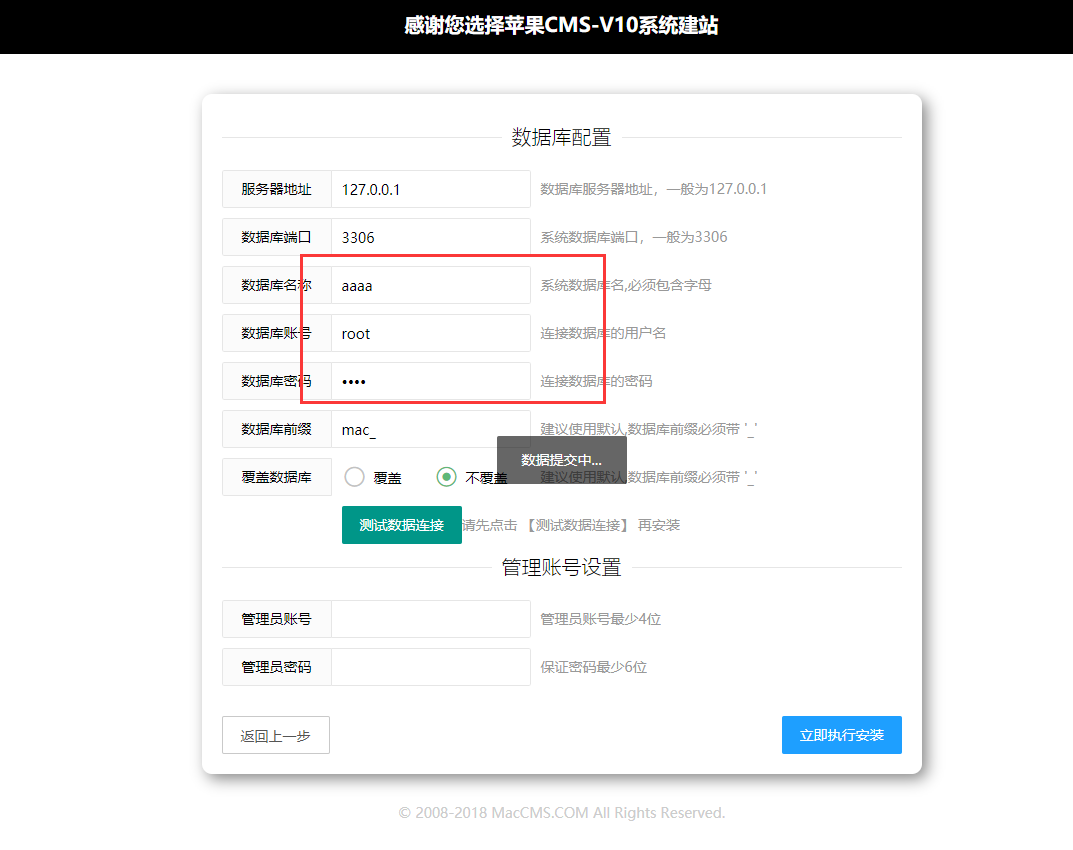 感谢您选择苹果CMS-V10系统建站
数据库配置
服务器地址 127.0.0.1 数据库服务器地址，一般为127.0.0.1
数据库端口 3306 系统数据库端口，一般为3306
数据库名称 aaaa 系统数据库名,必须包含字母
数据库账号 root 连接数据库的用户名
数据库密码 •••• 连接数据库的密码
数据库前缀 mac_ 建议使用默认,数据库前缀必须带 '_'
数据提交中...
覆盖数据库 覆盖 不覆盖 建议使用默认,数据库前缀必须带 '_'
测试数据连接 请先点击 【测试数据连接】 再安装
管理账号设置
管理员账号 管理员账号最少4位
管理员密码 保证密码最少6位
返回上一步 立即执行安装
© 2008-2018 MacCMS.COM All Rights Reserved.